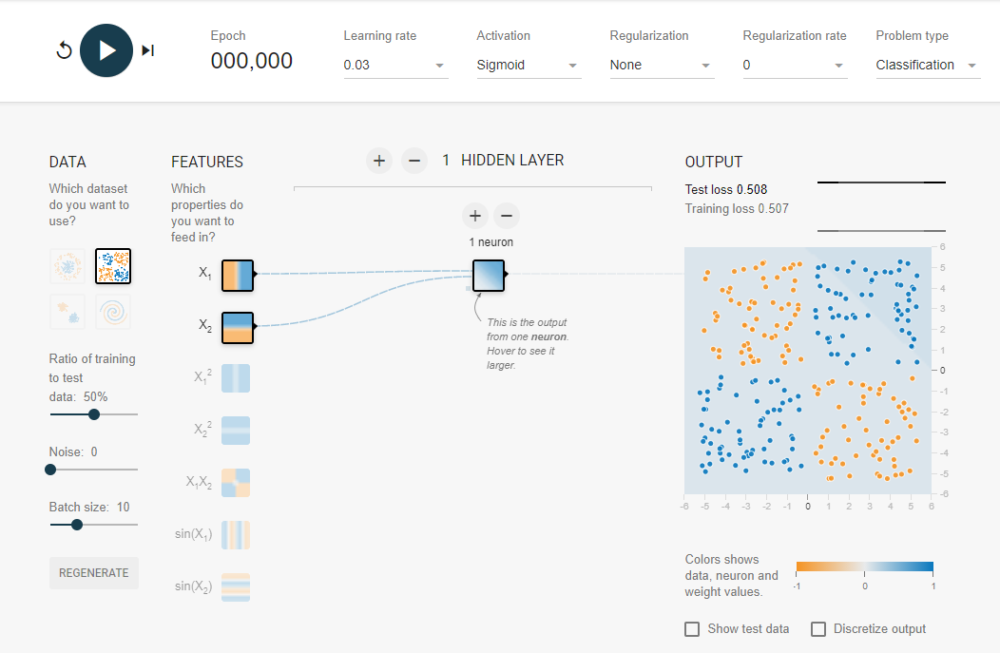 Epoch
000,000
Learning rate
0.03
Activation
Sigmoid
Regularization
None
Regularization rate
0
Problem type
Classification
DATA
Which dataset
do you want to
use?
Ratio of training
to test
data: 50%
Noise: 0
Batch size: 10
REGENERATE
FEATURES
Which
properties do
you want to
feed in?
X₁
X₂
X₁²
X₂²
X₁X₂
sin(X₁)
sin(X₂)
+ − 1 HIDDEN LAYER
+ −
1 neuron
This is the output
from one neuron.
Hover to see it
larger.
OUTPUT
Test loss 0.508
Training loss 0.507
6
5
4
3
2
1
0
-1
-2
-3
-4
-5
-6
-6 -5 -4 -3 -2 -1 0 1 2 3 4 5 6
Colors shows
data, neuron and
weight values.
-1 0 1
Show test data
Discretize output